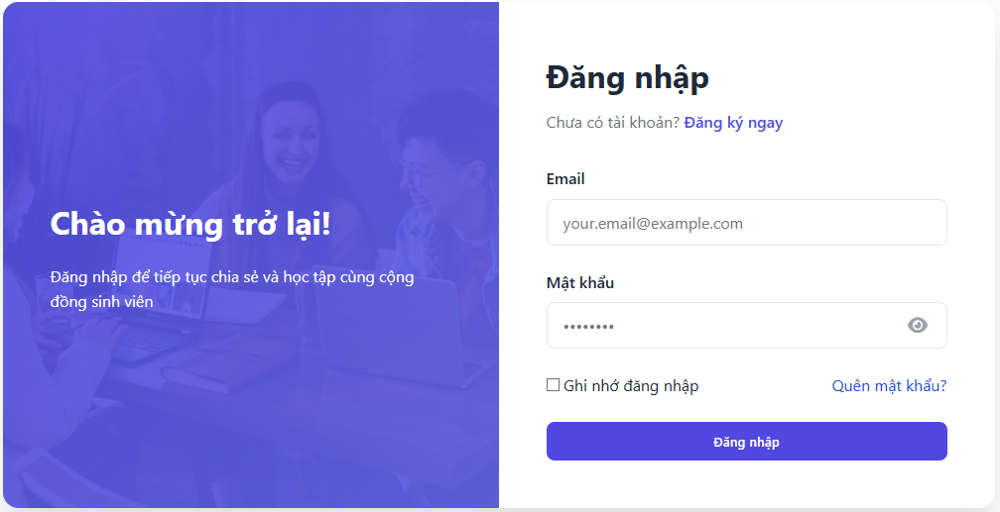 Chào mừng trở lại!
Đăng nhập để tiếp tục chia sẻ và học tập cùng cộng
đồng sinh viên
Đăng nhập
Chưa có tài khoản? Đăng ký ngay
Email
your.email@example.com
Mật khẩu
••••••••
Ghi nhớ đăng nhập Quên mật khẩu?
Đăng nhập